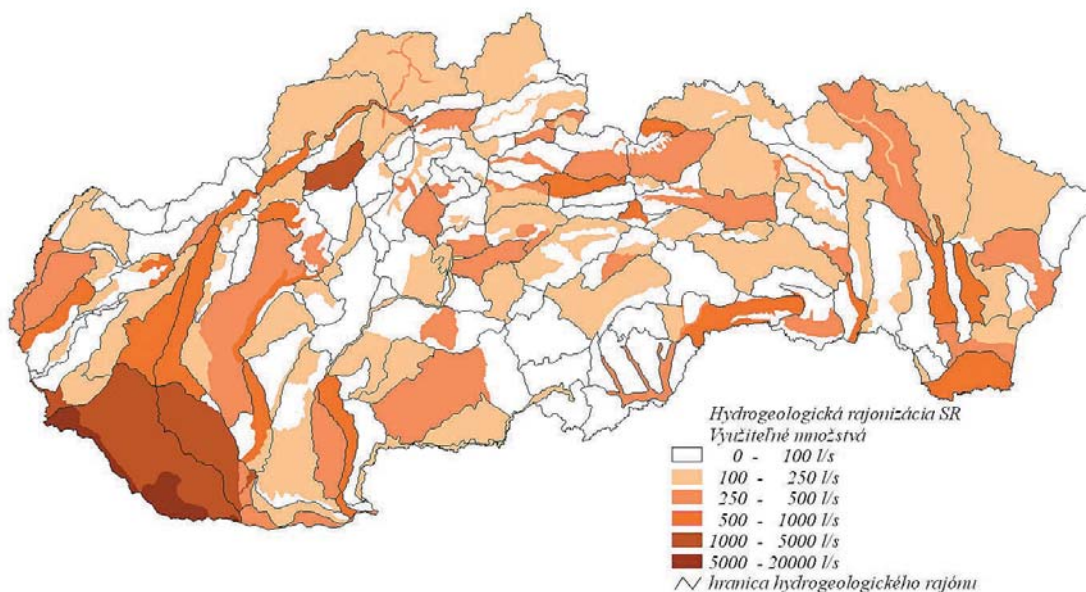 Hydrogeologická rajonizácia SR
Využiteľné množstvá
0 - 100 l/s
100 - 250 l/s
250 - 500 l/s
500 - 1000 l/s
1000 - 5000 l/s
5000 - 20000 l/s
hranica hydrogeologického rajónu